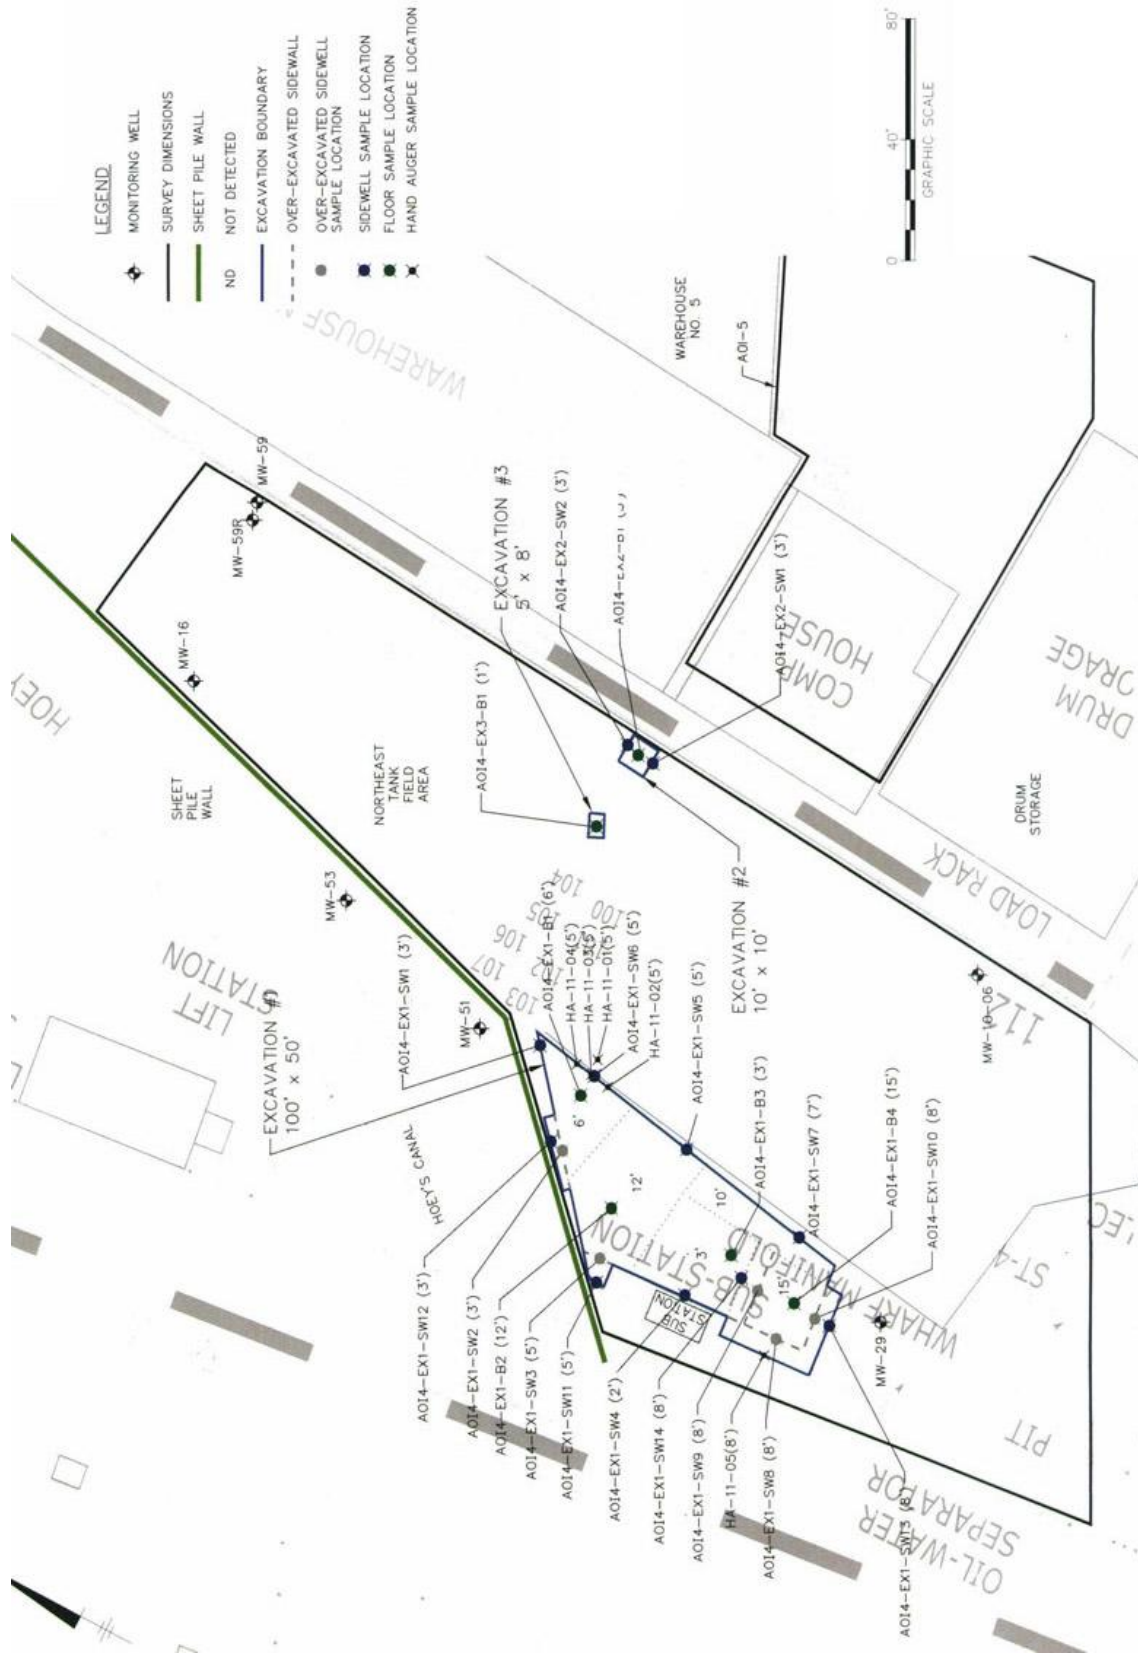 LEGEND
MONITORING WELL
SURVEY DIMENSIONS
SHEET PILE WALL
ND NOT DETECTED
EXCAVATION BOUNDARY
OVER-EXCAVATED SIDEWALL
OVER-EXCAVATED SIDEWELL
SAMPLE LOCATION
SIDEWELL SAMPLE LOCATION
FLOOR SAMPLE LOCATION
HAND AUGER SAMPLE LOCATION
0 40' 80'
GRAPHIC SCALE
HOEY
SHEET
PILE
WALL
MW-16
MW-59R
MW-59
WAREHOUSE
WAREHOUSE
NO. 5
AOI-5
NORTHEAST
TANK
FIELD
AREA
MW-53
LIFT
STATION
EXCAVATION #3
5' x 8'
AOI4-EX3-B1 (1')
AOI4-EX2-SW2 (3')
AOI4-EX2-SW1 (3')
EXCAVATION #2
10' x 10'
COMP
HOUSE
DRUM
DRUM
STORAGE
LOAD RACK
EXCAVATION #1
100' x 50'
MW-51
HOEY'S CANAL
103
107
106
105
100
104
AOI4-EX1-SW1 (3')
AOI4-EX1-B1 (6')
HA-11-04(5')
HA-11-03(5')
HA-11-01(5')
AOI4-EX1-SW6 (5')
HA-11-02(5')
AOI4-EX1-SW5 (5')
AOI4-EX1-B3 (3')
AOI4-EX1-SW7 (7')
AOI4-EX1-B4 (15')
AOI4-EX1-SW10 (8')
MW-10-06
112
6'
12'
10'
3'
15'
SUB-STATION
WHARF MANIFOLD
SUB
STATION
ST-4
AOI4-EX1-SW12 (3')
AOI4-EX1-SW2 (3')
AOI4-EX1-B2 (12')
AOI4-EX1-SW3 (5')
AOI4-EX1-SW11 (5')
AOI4-EX1-SW4 (2')
AOI4-EX1-SW14 (8')
AOI4-EX1-SW9 (8')
HA-11-05(8')
AOI4-EX1-SW8 (8')
AOI4-EX1-SW13 (8')
MW-29
PIT
OIL-WATER
SEPARATOR